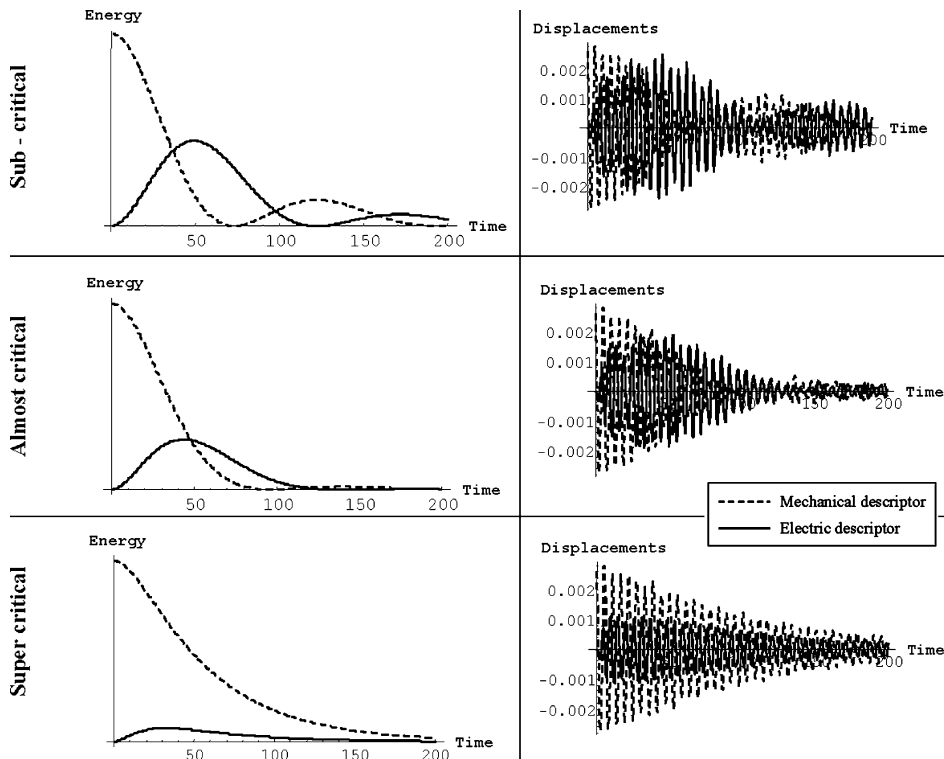 Sub - critical
Energy
50 100 150 200
Time
Displacements
0.002
0.001
-0.001
-0.002
Time
200
Almost critical
Energy
50 100 150 200
Time
Displacements
0.002
0.001
-0.001
-0.002
Time
150 200
Mechanical descriptor
Electric descriptor
Super critical
Energy
50 100 150 200
Time
Displacements
0.002
0.001
-0.001
-0.002
Time
200